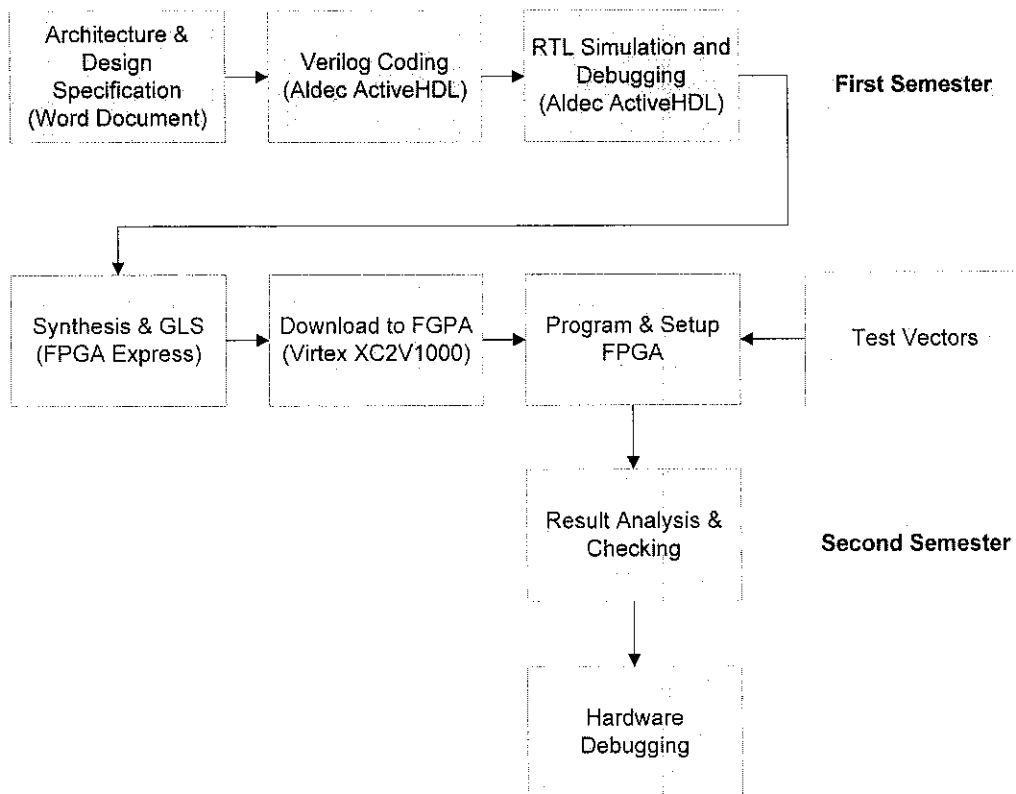 Architecture &
Design
Specification
(Word Document)
Verilog Coding
(Aldec ActiveHDL)
RTL Simulation and
Debugging
(Aldec ActiveHDL)
First Semester
Synthesis & GLS
(FPGA Express)
Download to FGPA
(Virtex XC2V1000)
Program & Setup
FPGA
Test Vectors
Result Analysis &
Checking
Second Semester
Hardware
Debugging